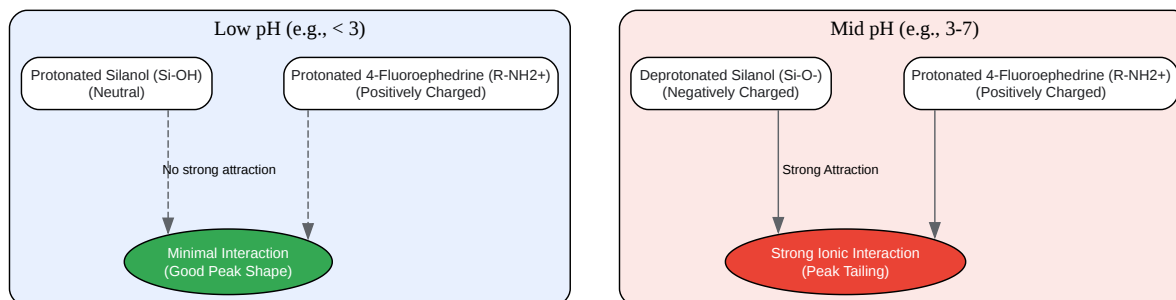 Low pH (e.g., < 3)
Protonated Silanol (Si-OH)
(Neutral)
Protonated 4-Fluoroephedrine (R-NH2+)
(Positively Charged)
No strong attraction
Minimal Interaction
(Good Peak Shape)
Mid pH (e.g., 3-7)
Deprotonated Silanol (Si-O-)
(Negatively Charged)
Protonated 4-Fluoroephedrine (R-NH2+)
(Positively Charged)
Strong Attraction
Strong Ionic Interaction
(Peak Tailing)